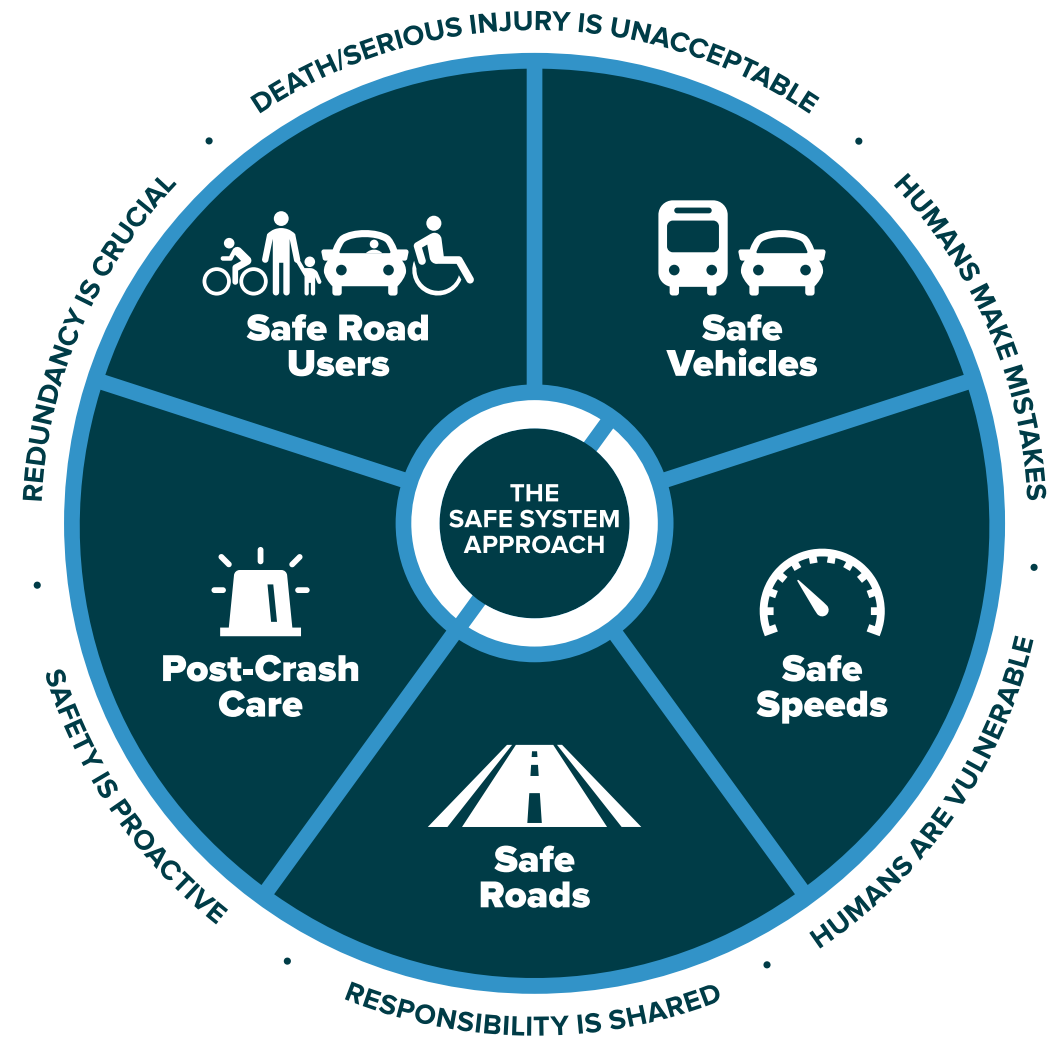 DEATH/SERIOUS INJURY IS UNACCEPTABLE
HUMANS MAKE MISTAKES
HUMANS ARE VULNERABLE
RESPONSIBILITY IS SHARED
SAFETY IS PROACTIVE
REDUNDANCY IS CRUCIAL
Safe Road
Users
Safe
Vehicles
Safe
Speeds
Safe
Roads
Post-Crash
Care
THE
SAFE SYSTEM
APPROACH